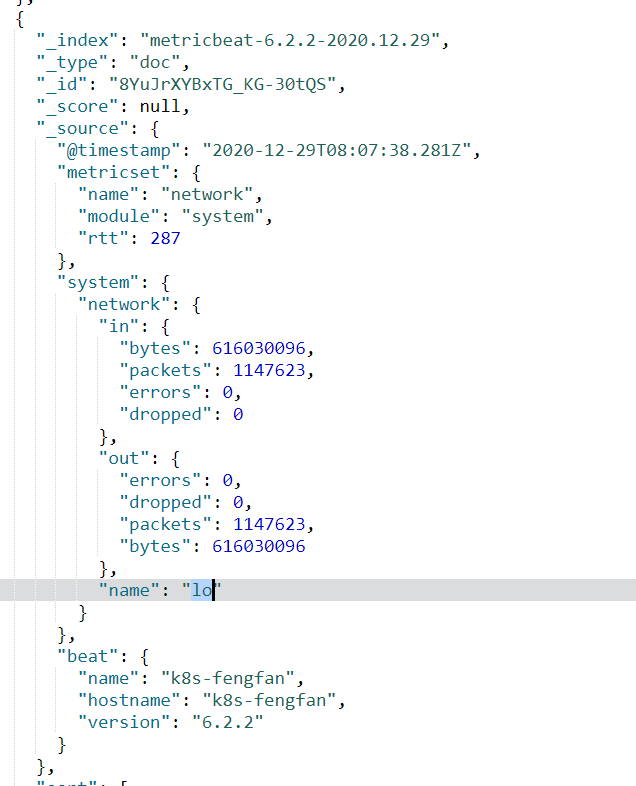 },
{
"_index": "metricbeat-6.2.2-2020.12.29",
"_type": "doc",
"_id": "8YuJrXYBxTG_KG-30tQS",
"_score": null,
"_source": {
"@timestamp": "2020-12-29T08:07:38.281Z",
"metricset": {
"name": "network",
"module": "system",
"rtt": 287
},
"system": {
"network": {
"in": {
"bytes": 616030096,
"packets": 1147623,
"errors": 0,
"dropped": 0
},
"out": {
"errors": 0,
"dropped": 0,
"packets": 1147623,
"bytes": 616030096
},
"name": "lo"
}
},
"beat": {
"name": "k8s-fengfan",
"hostname": "k8s-fengfan",
"version": "6.2.2"
}
},
"sort": [